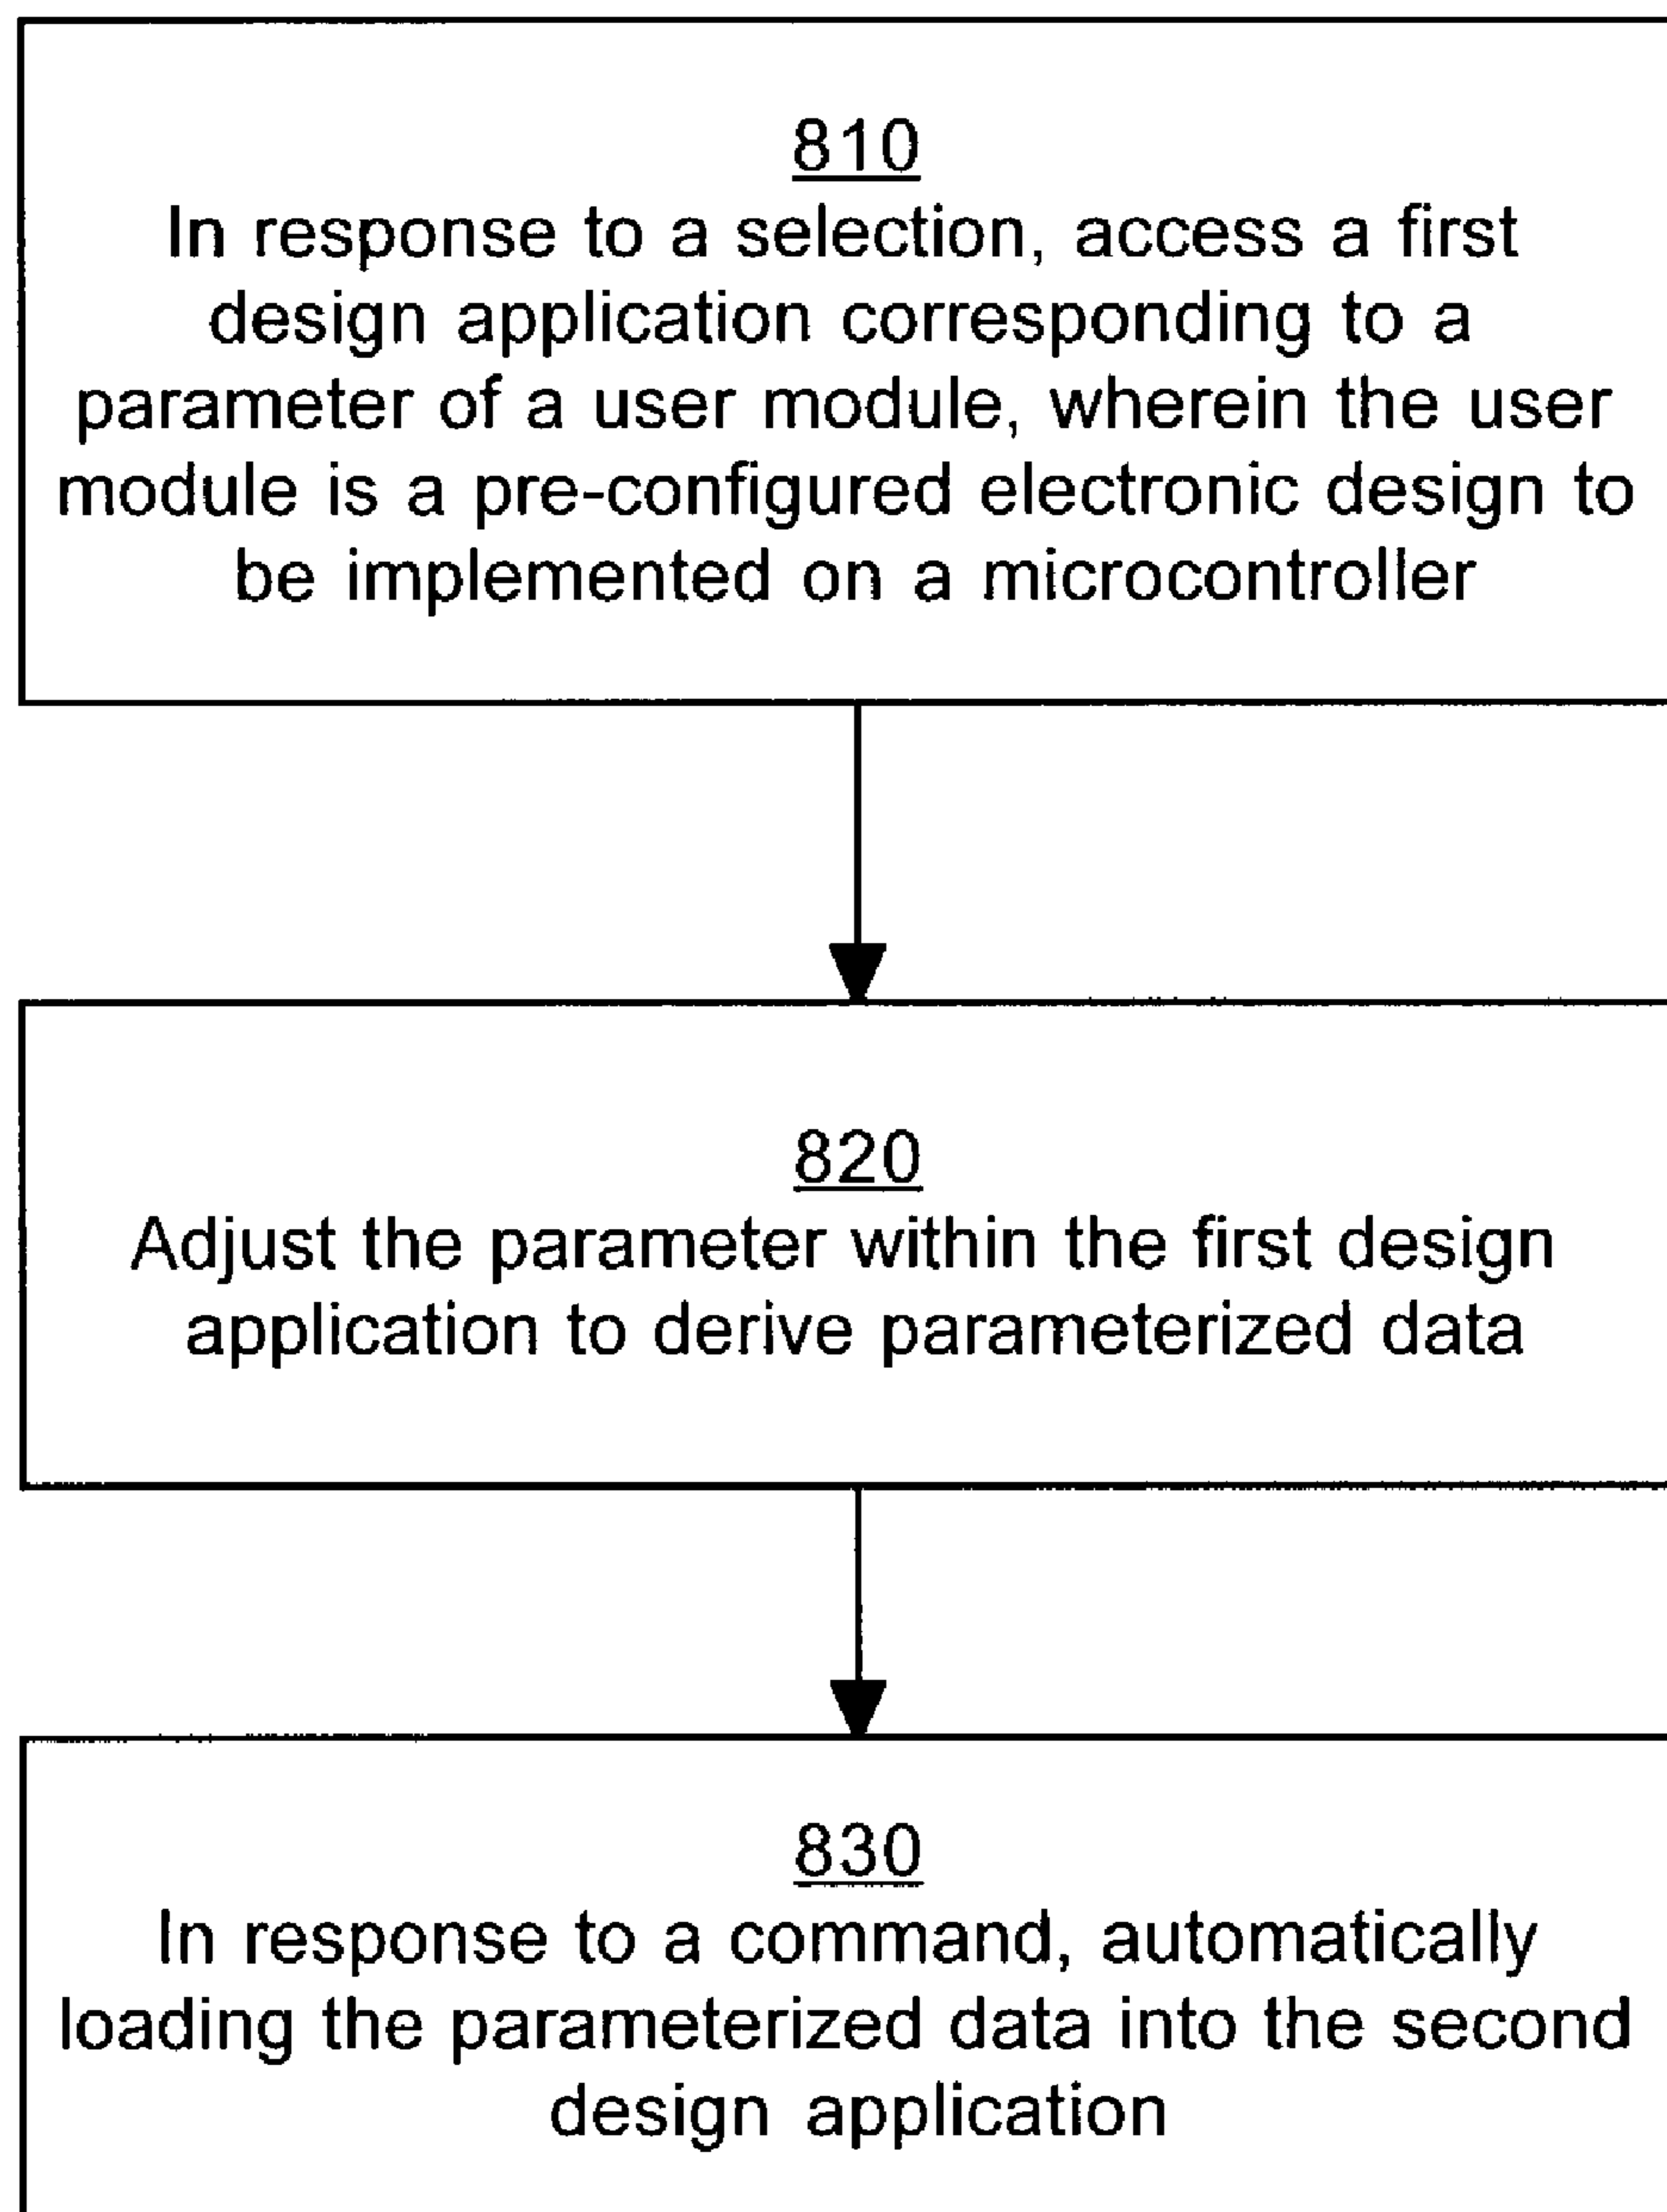 810
In response to a selection, access a first
design application corresponding to a
parameter of a user module, wherein the user
module is a pre-configured electronic design to
be implemented on a microcontroller
820
Adjust the parameter within the first design
application to derive parameterized data
830
In response to a command, automatically
loading the parameterized data into the second
design application